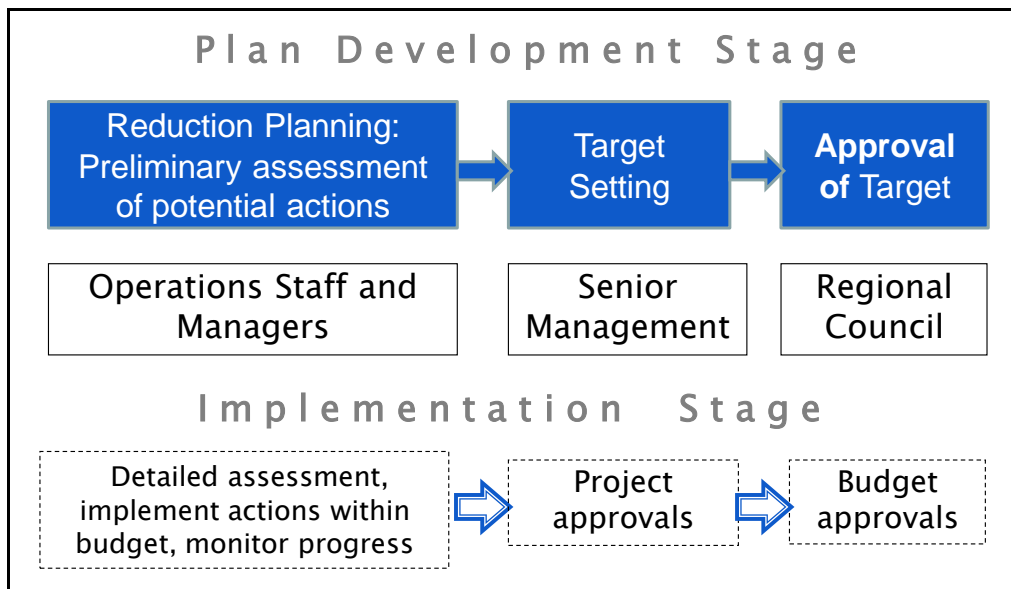 Plan Development Stage
Reduction Planning:
Preliminary assessment
of potential actions
Target
Setting
Approval
of Target
Operations Staff and
Managers
Senior
Management
Regional
Council
Implementation Stage
Detailed assessment,
implement actions within
budget, monitor progress
Project
approvals
Budget
approvals